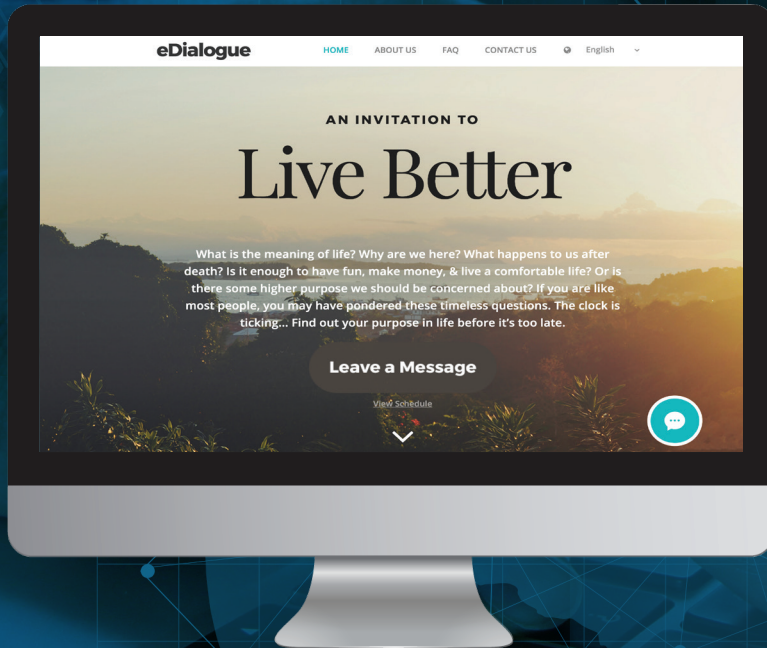 eDialogue
HOME ABOUT US FAQ CONTACT US English
AN INVITATION TO
Live Better
What is the meaning of life? Why are we here? What happens to us after
death? Is it enough to have fun, make money, & live a comfortable life? Or is
there some higher purpose we should be concerned about? If you are like
most people, you may have pondered these timeless questions. The clock is
ticking... Find out your purpose in life before it’s too late.
Leave a Message
View Schedule